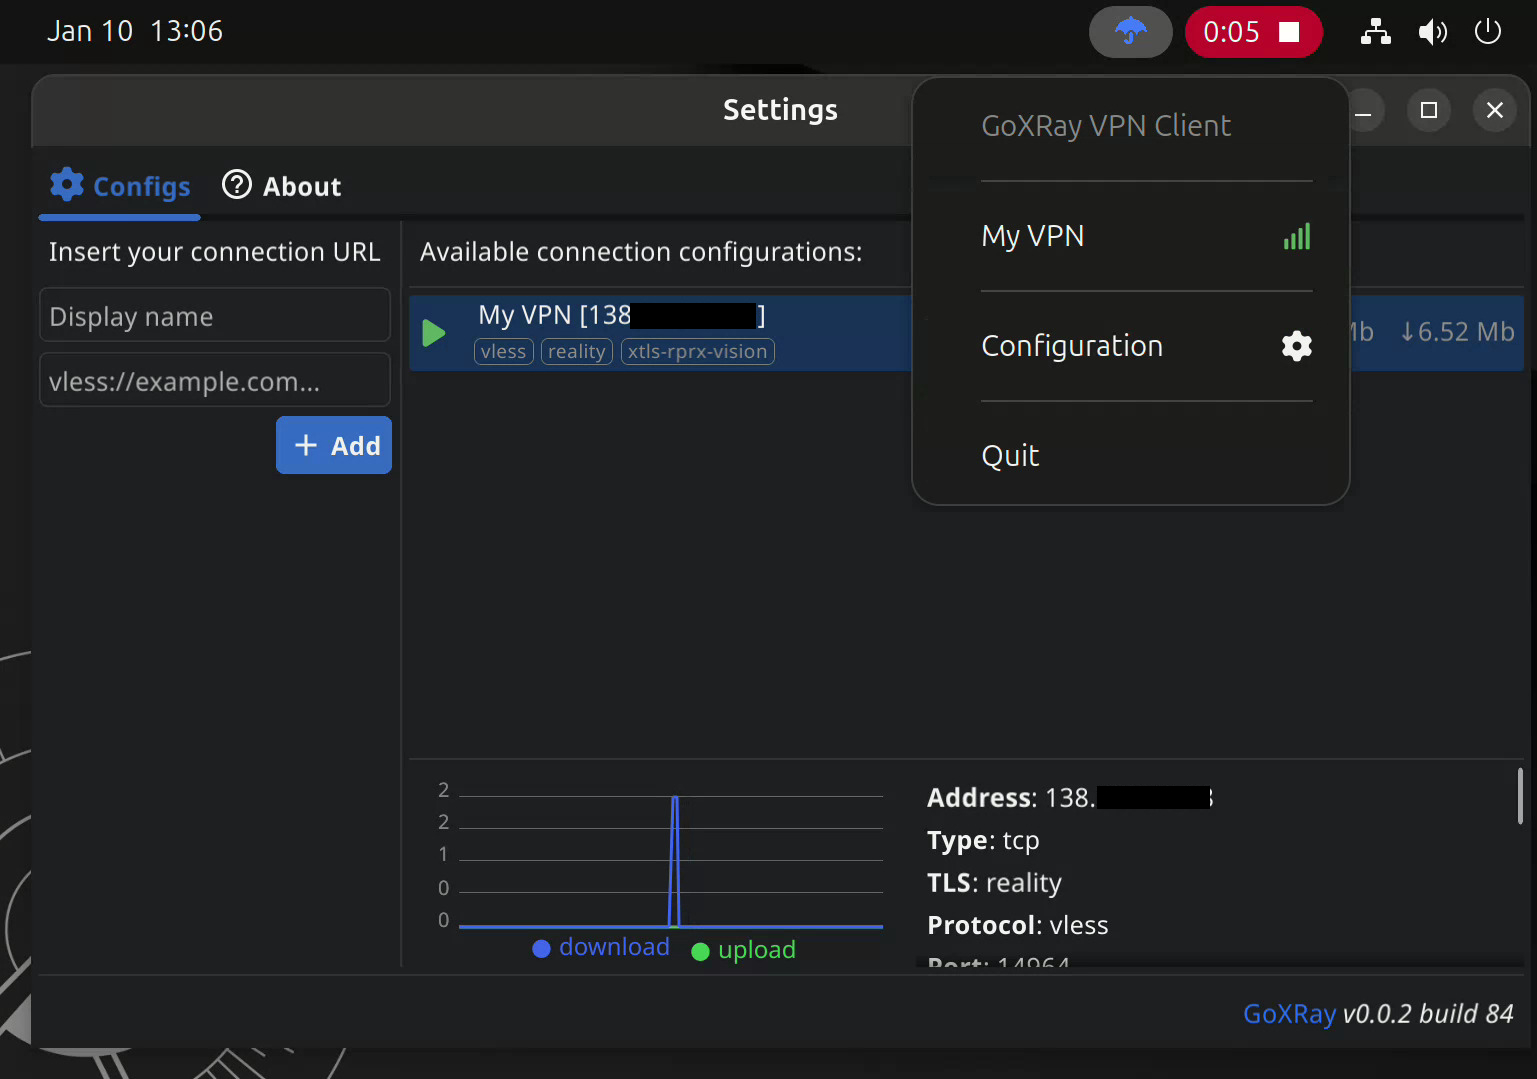 Jan 10 13:06
0:05
Settings
GoXRay VPN Client
My VPN
Configuration
Quit
Configs
About
Insert your connection URL
Display name
vless://example.com...
+ Add
Available connection configurations:
My VPN [138 ]
vless reality xtls-rprx-vision
Mb ↓6.52 Mb
2
2
1
0
0
download upload
Address: 138.
Type: tcp
TLS: reality
Protocol: vless
Port: 14964
GoXRay v0.0.2 build 84